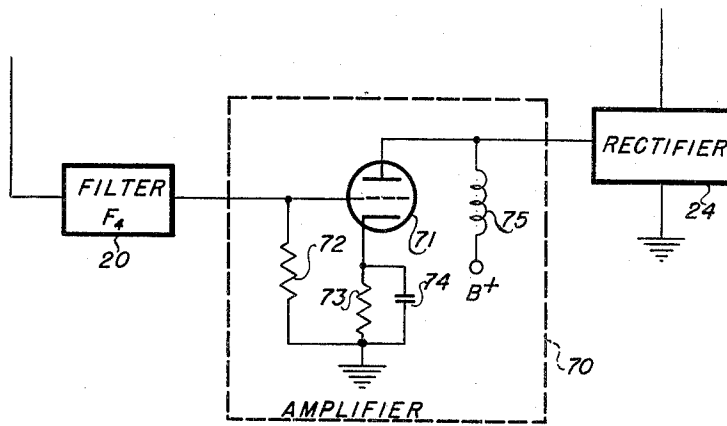 FILTER
F4
20
72
73
74
71
75
B+
RECTIFIER
24
70
AMPLIFIER